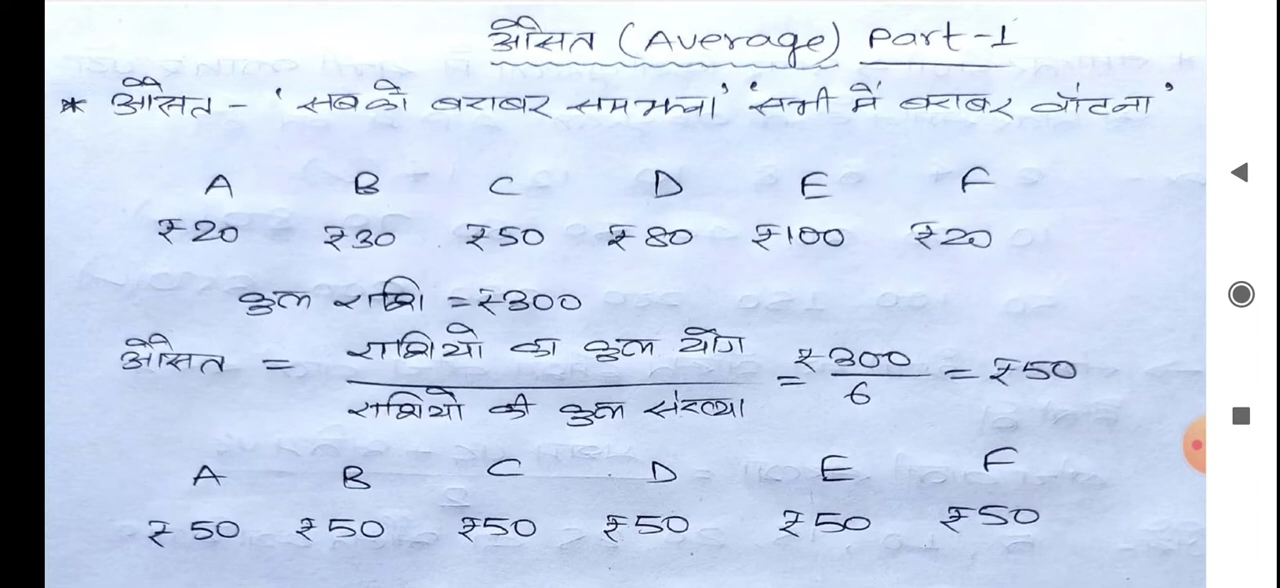 औसत (Average) Part-1
* औसत - 'सबको बराबर समझना' 'सभी में बराबर बाँटना'
A B C D E F
₹20 ₹30 ₹50 ₹80 ₹100 ₹20
कुल राशि = ₹300
औसत = राशियो का कुल योग / राशियो की कुल संख्या = ₹300 / 6 = ₹50
A B C D E F
₹50 ₹50 ₹50 ₹50 ₹50 ₹50